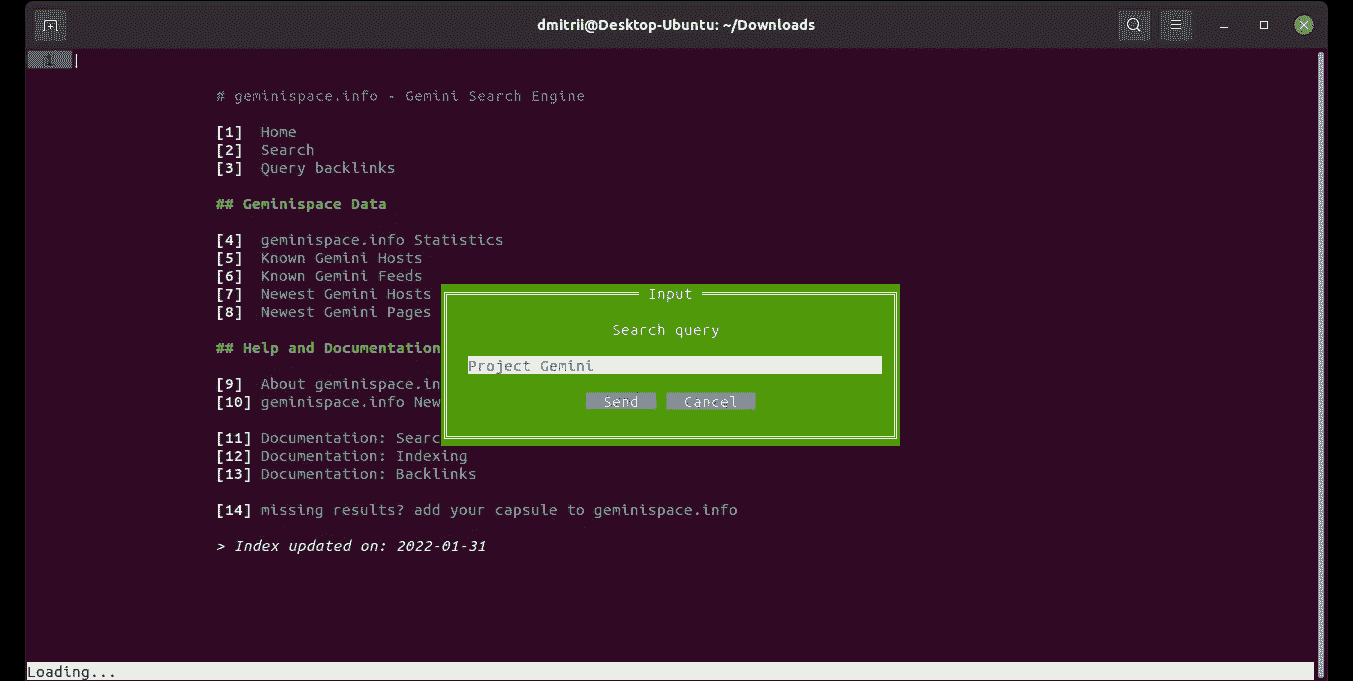 dmitrii@Desktop-Ubuntu: ~/Downloads
1
# geminispace.info - Gemini Search Engine
[1] Home
[2] Search
[3] Query backlinks
## Geminispace Data
[4] geminispace.info Statistics
[5] Known Gemini Hosts
[6] Known Gemini Feeds
[7] Newest Gemini Hosts
[8] Newest Gemini Pages
## Help and Documentation
[9] About geminispace.in
[10] geminispace.info New
[11] Documentation: Searc
[12] Documentation: Indexing
[13] Documentation: Backlinks
[14] missing results? add your capsule to geminispace.info
> Index updated on: 2022-01-31
Input
Search query
Project Gemini
Send Cancel
Loading...